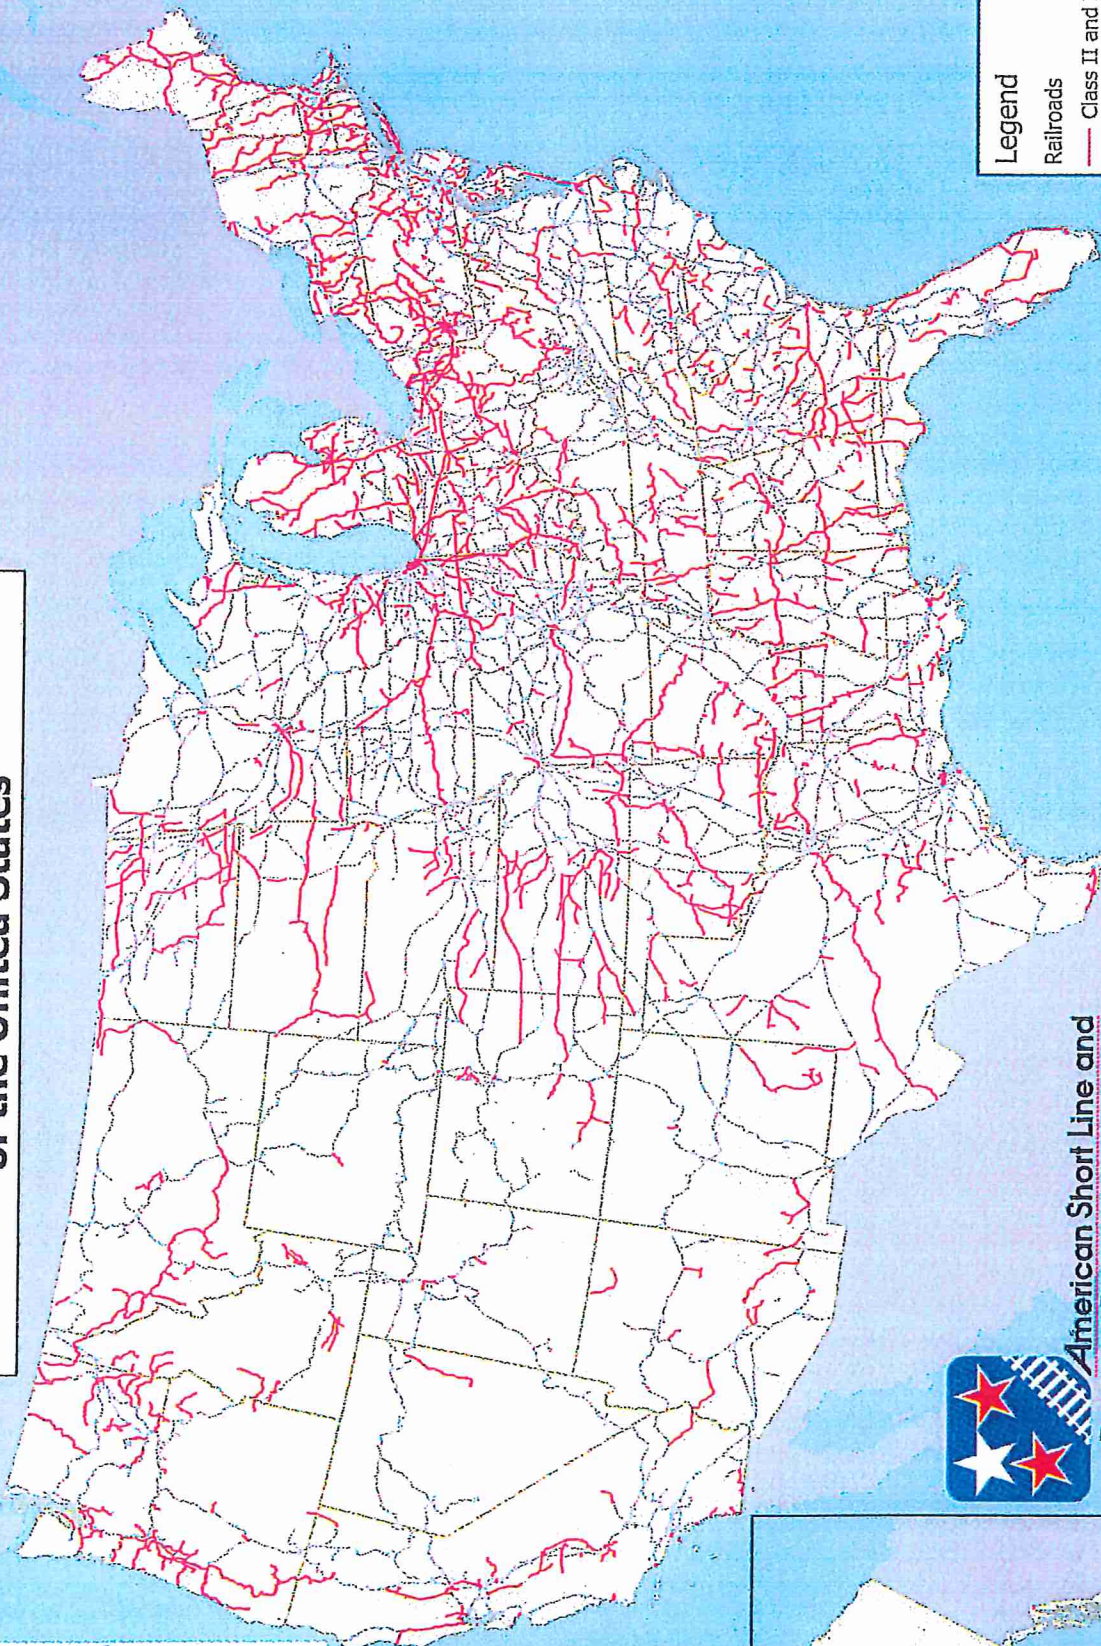 of the United States
Legend
Railroads
Class II and
American Short Line and